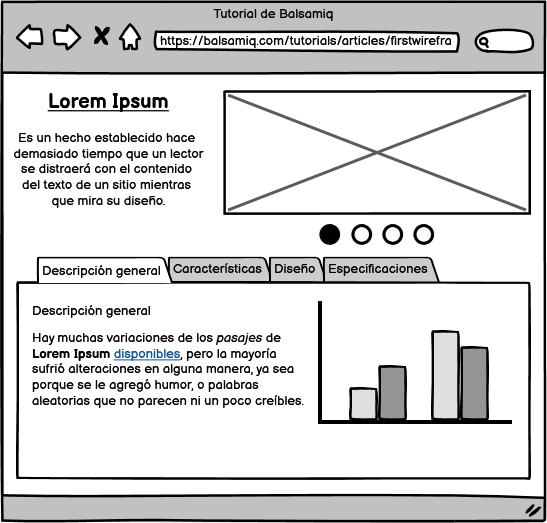 Tutorial de Balsamiq
https://balsamiq.com/tutorials/articles/firstwirefra
Lorem Ipsum
Es un hecho establecido hace
demasiado tiempo que un lector
se distraerá con el contenido
del texto de un sitio mientras
que mira su diseño.
Descripción general
Características
Diseño
Especificaciones
Descripción general
Hay muchas variaciones de los pasajes de
Lorem Ipsum disponibles, pero la mayoría
sufrió alteraciones en alguna manera, ya sea
porque se le agregó humor, o palabras
aleatorias que no parecen ni un poco creíbles.